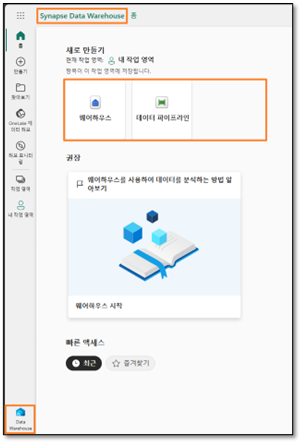 Synapse Data Warehouse 홈
홈
만들기
찾아보기
OneLake 데
이터 허브
작업 영역
내 작업 영역
새로 만들기
현재 작업 영역: 내 작업 영역
항목이 이 작업 영역에 저장됩니다.
웨어하우스
데이터 파이프라인
권장
웨어하우스를 사용하여 데이터를 분석하는 방법 알
아보기
웨어하우스 시작
빠른 액세스
최근
즐겨찾기
Data
Warehouse